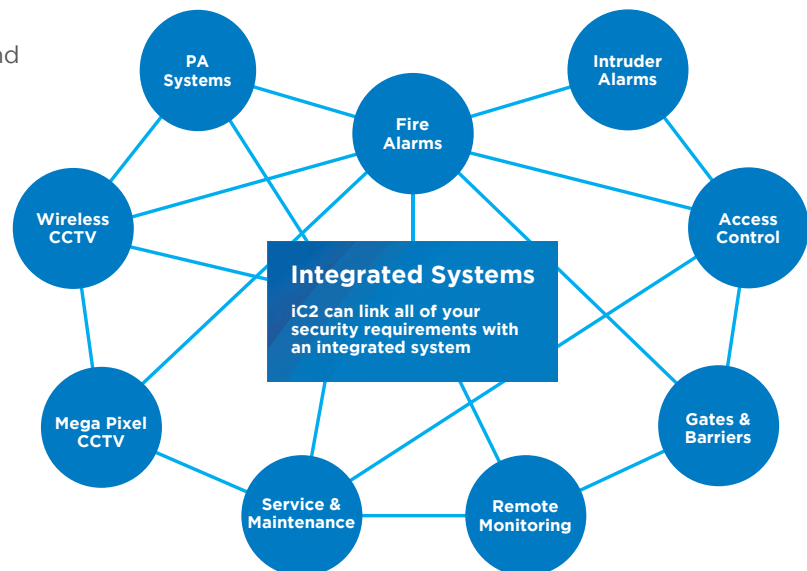 nd
PA
Systems
Intruder
Alarms
Fire
Alarms
Wireless
CCTV
Access
Control
Integrated Systems
iC2 can link all of your
security requirements with
an integrated system
Mega Pixel
CCTV
Gates &
Barriers
Service &
Maintenance
Remote
Monitoring